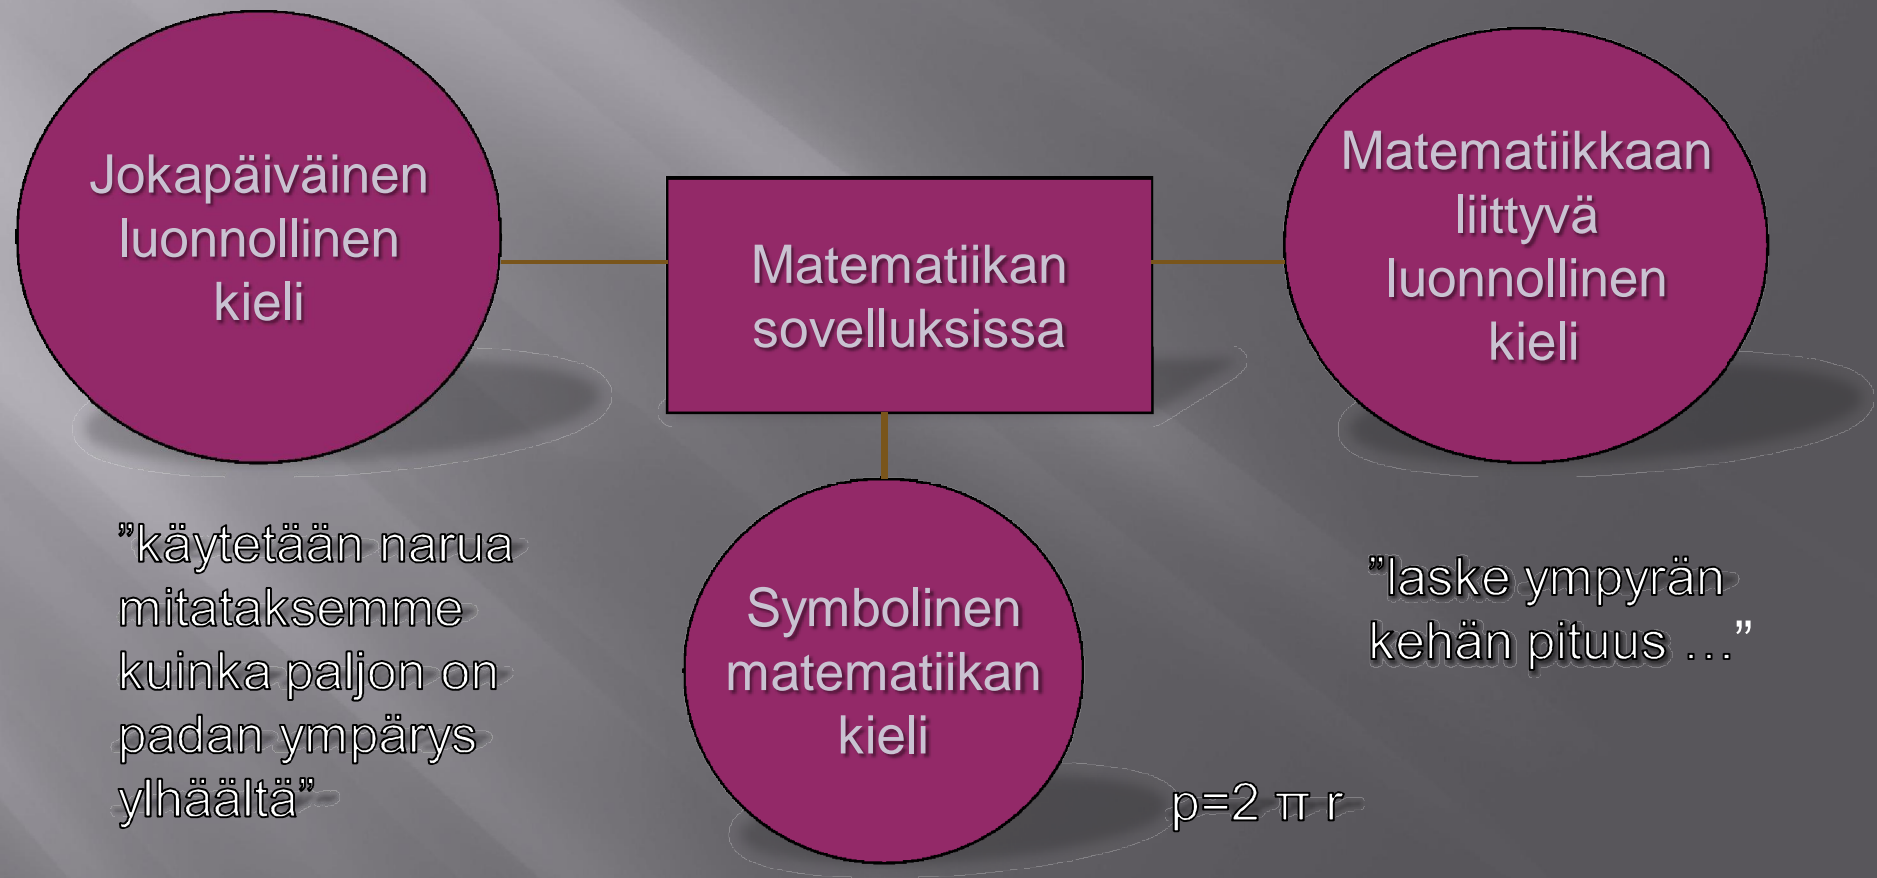 Jokapäiväinen
luonnollinen
kieli
Matematiikan
sovelluksissa
Matematiikkaan
liittyvä
luonnollinen
kieli
”käytetään narua
mitataksemme
kuinka paljon on
padan ympärys
ylhäältä”
Symbolinen
matematiikan
kieli
p=2 π r
”laske ympyrän
kehän pituus …”